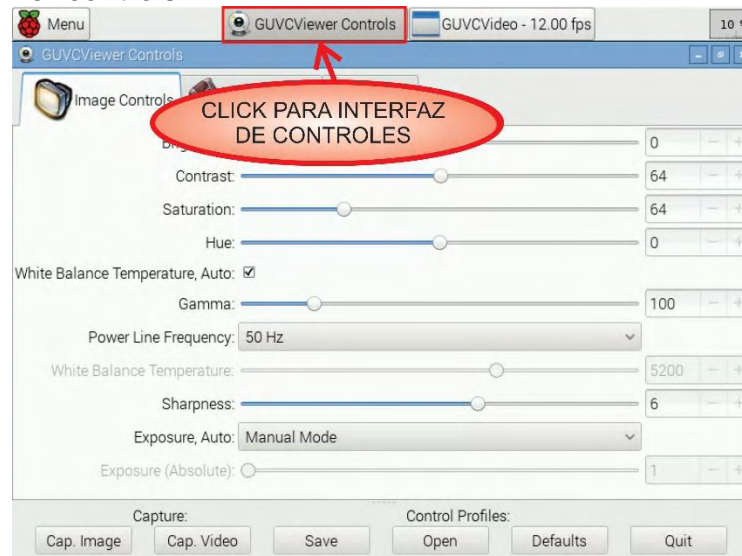 Menu
GUVCViewer Controls
GUVCVideo - 12.00 fps
10
GUVCViewer Controls
Image Controls
CLICK PARA INTERFAZ
DE CONTROLES
0
Contrast:
64
Saturation:
64
Hue:
0
White Balance Temperature, Auto:
Gamma:
100
Power Line Frequency: 50 Hz
White Balance Temperature:
5200
Sharpness:
6
Exposure, Auto: Manual Mode
Exposure (Absolute):
1
Capture:
Control Profiles:
Cap. Image
Cap. Video
Save
Open
Defaults
Quit